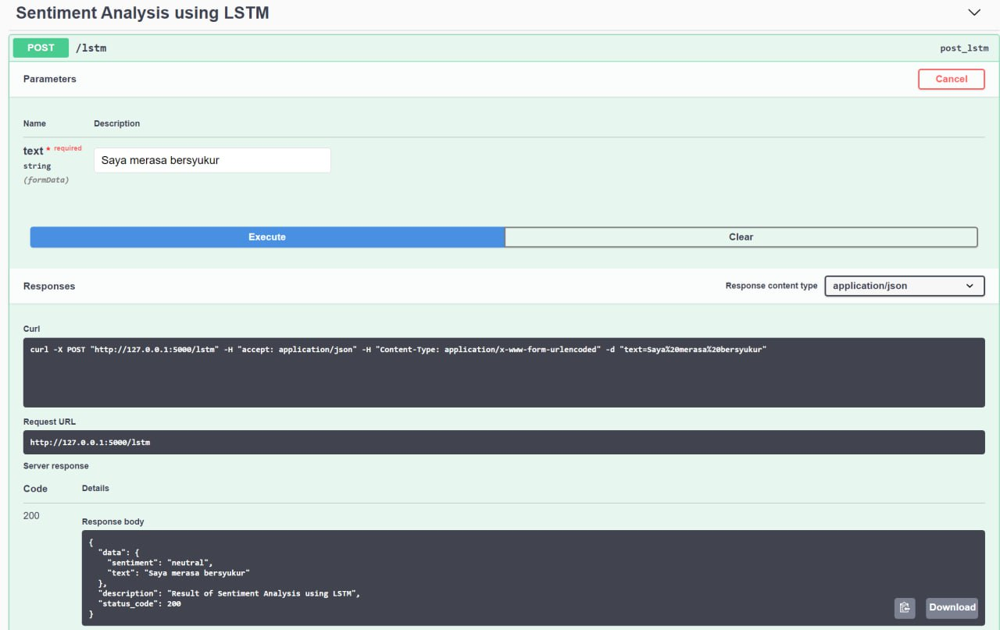 Sentiment Analysis using LSTM
POST /lstm post_lstm
Parameters Cancel
Name Description
text * required
string
(formData)
Saya merasa bersyukur
Execute Clear
Responses Response content type application/json
Curl
curl -X POST "http://127.0.0.1:5000/lstm" -H "accept: application/json" -H "Content-Type: application/x-www-form-urlencoded" -d "text=Saya%20merasa%20bersyukur"
Request URL
http://127.0.0.1:5000/lstm
Server response
Code Details
200
Response body
{
  "data": {
    "sentiment": "neutral",
    "text": "Saya merasa bersyukur"
  },
  "description": "Result of Sentiment Analysis using LSTM",
  "status_code": 200
}
Download